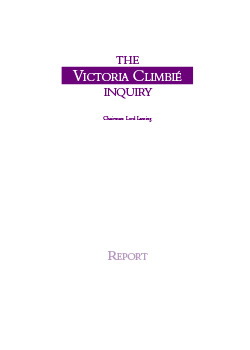 THE
VICTORIA CLIMBIÉ
INQUIRY
Chairman: Lord Laming
REPORT